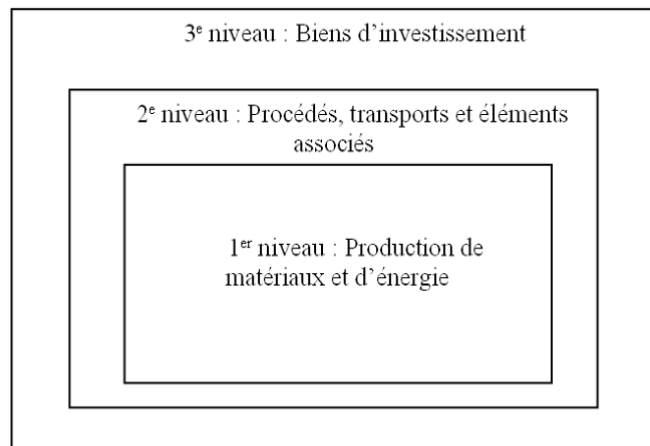 3e niveau : Biens d’investissement
2e niveau : Procédés, transports et éléments
associés
1er niveau : Production de
matériaux et d’énergie